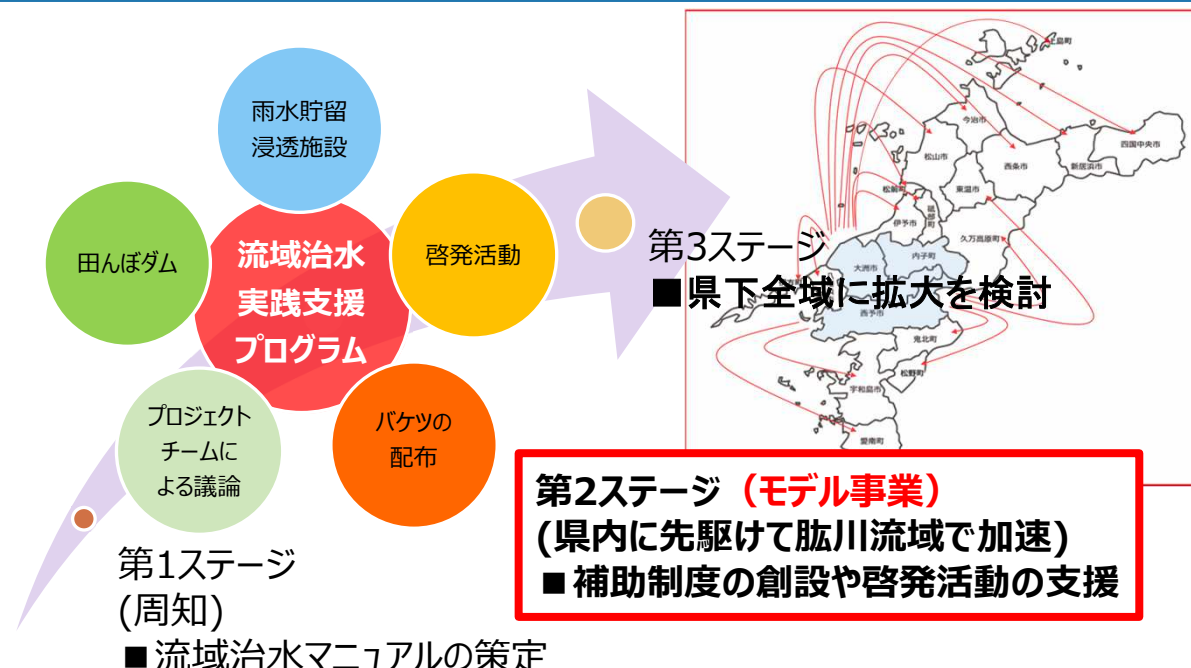 雨水貯留
浸透施設
田んぼダム
流域治水
実践支援
プログラム
啓発活動
プロジェクト
チームに
よる議論
バケツの
配布
第1ステージ
(周知)
■流域治水マニュアルの策定
第2ステージ（モデル事業）
(県内に先駆けて肱川流域で加速)
■補助制度の創設や啓発活動の支援
第3ステージ
■県下全域に拡大を検討
上島町
今治市
松山市
西条市
新居浜市
四国中央市
東温市
松前町
砥部町
伊予市
久万高原町
内子町
大洲市
西予市
鬼北町
松野町
宇和島市
愛南町